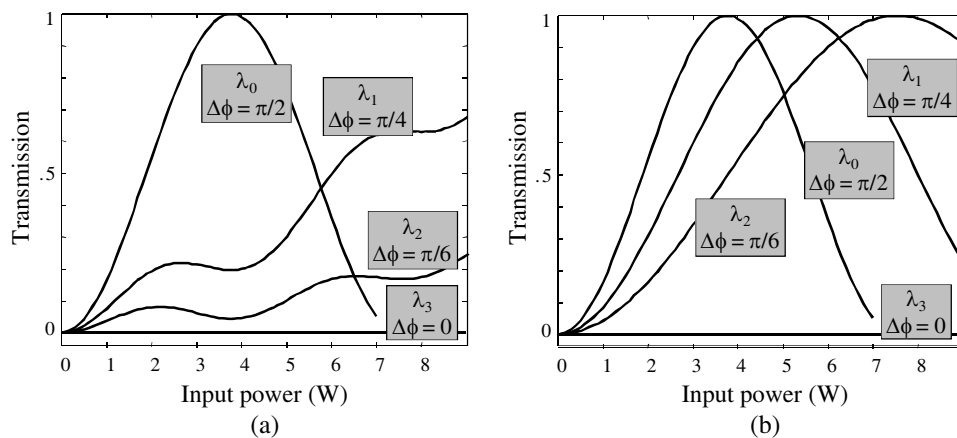 1
λ0
Δϕ = π/2
λ1
Δϕ = π/4
.5
λ2
Δϕ = π/6
λ3
Δϕ = 0
0
0 1 2 3 4 5 6 7 8
Transmission
Input power (W)
(a)
1
λ1
Δϕ = π/4
λ0
Δϕ = π/2
.5
λ2
Δϕ = π/6
λ3
Δϕ = 0
0
0 1 2 3 4 5 6 7 8
Transmission
Input power (W)
(b)